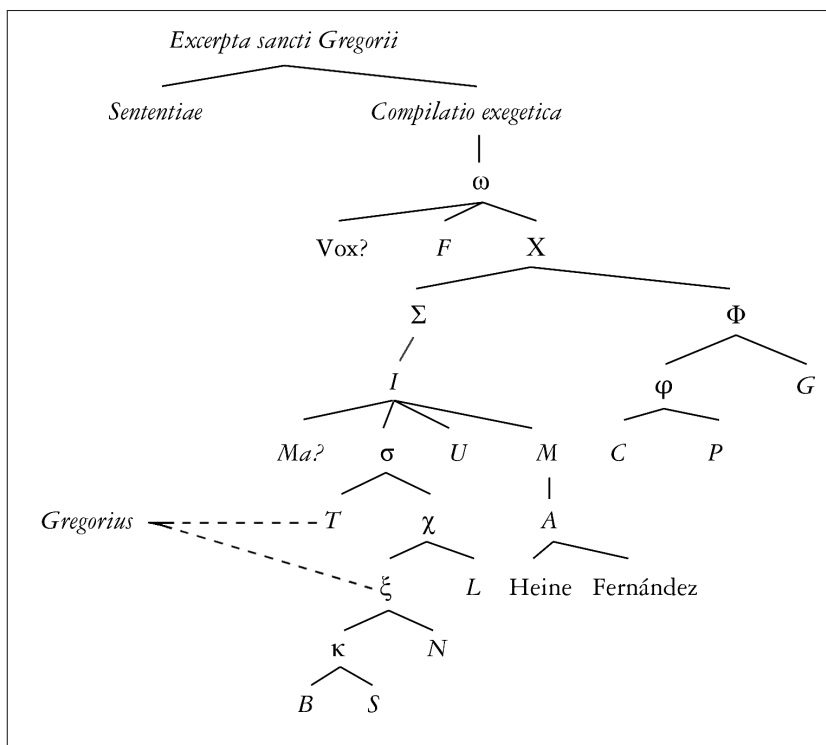 Excerpta sancti Gregorii
Sententiae Compilatio exegetica
ω
Vox? F X
Σ Φ
I φ G
Ma? σ U M C P
Gregorius T χ A
ξ L Heine Fernández
κ N
B S